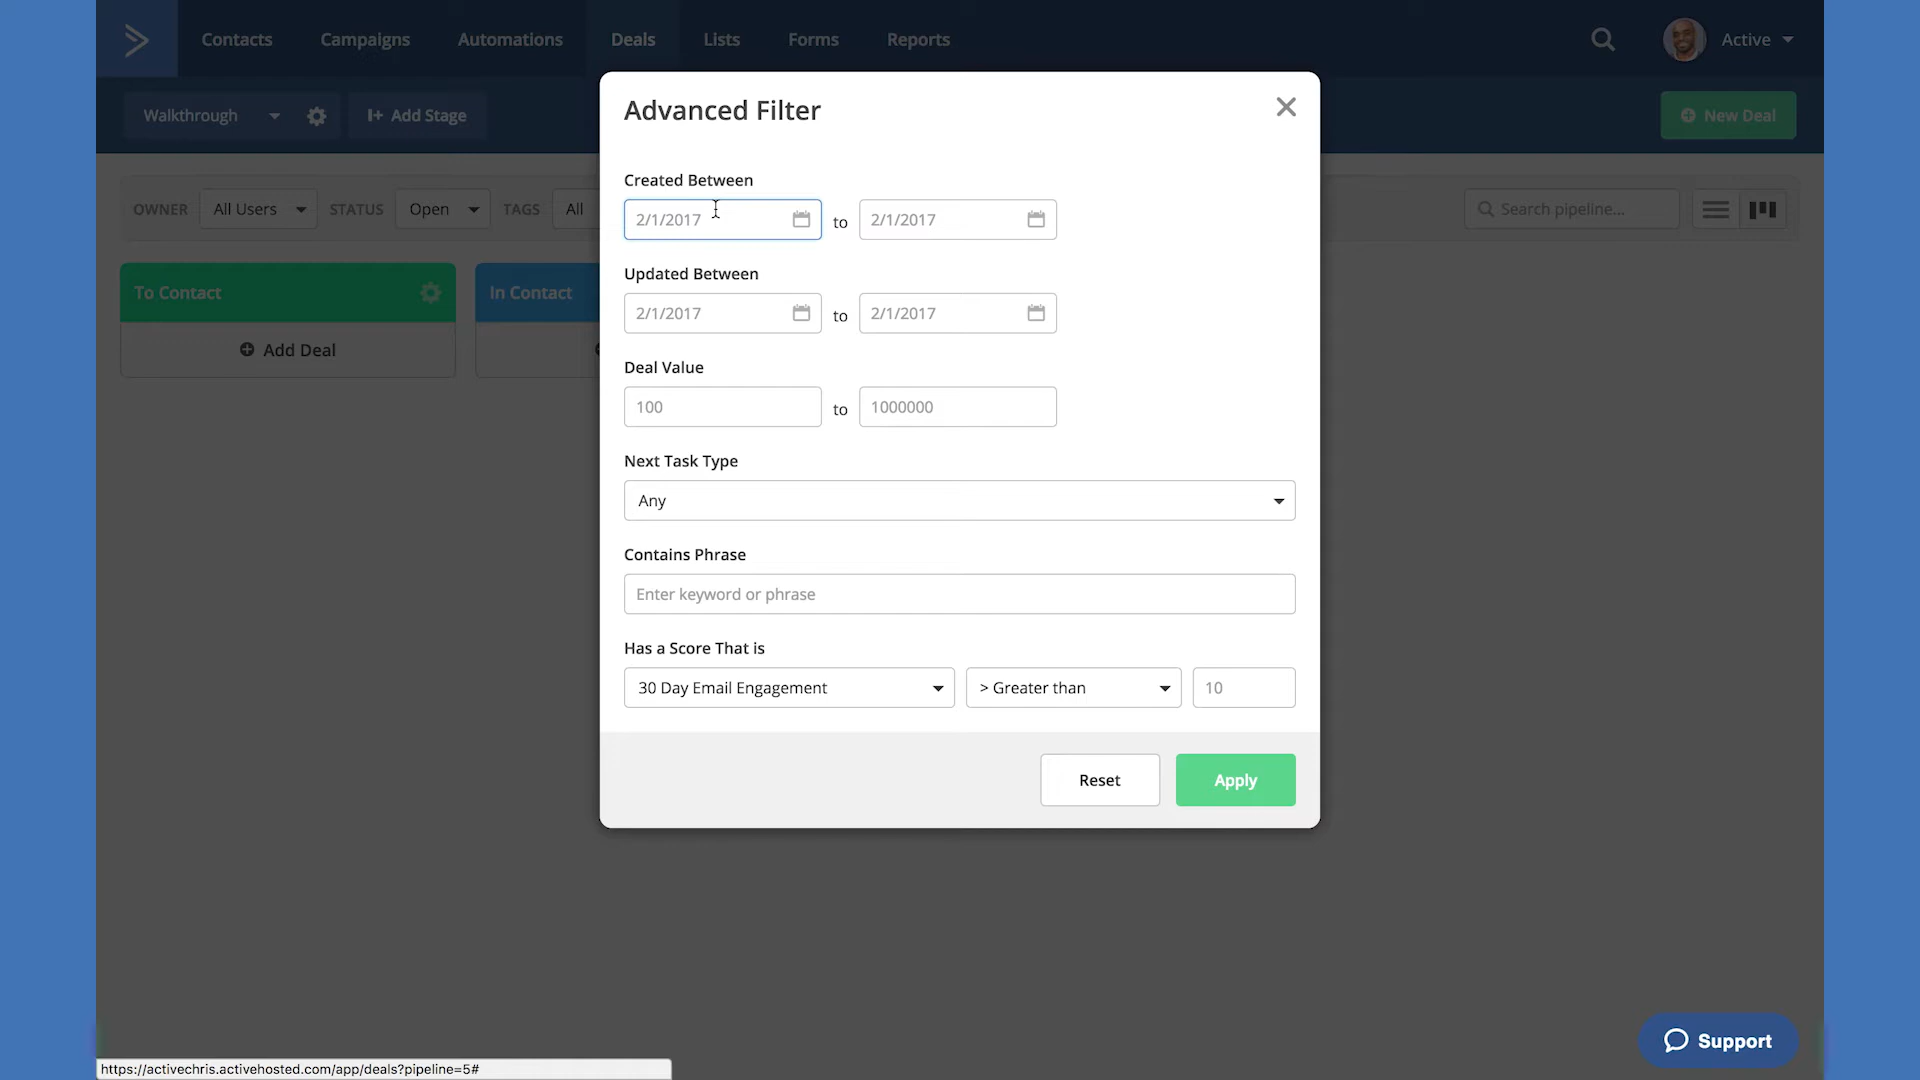 Contacts Campaigns Automations Deals Lists Forms Reports Active
Walkthrough Add Stage New Deal
OWNER All Users STATUS Open TAGS All Search pipeline...
To Contact In Contact
Add Deal
Advanced Filter
Created Between
2/1/2017 to 2/1/2017
Updated Between
2/1/2017 to 2/1/2017
Deal Value
100 to 1000000
Next Task Type
Any
Contains Phrase
Enter keyword or phrase
Has a Score That is
30 Day Email Engagement > Greater than 10
Reset Apply
Support
https://activechris.activehosted.com/app/deals?pipeline=5#